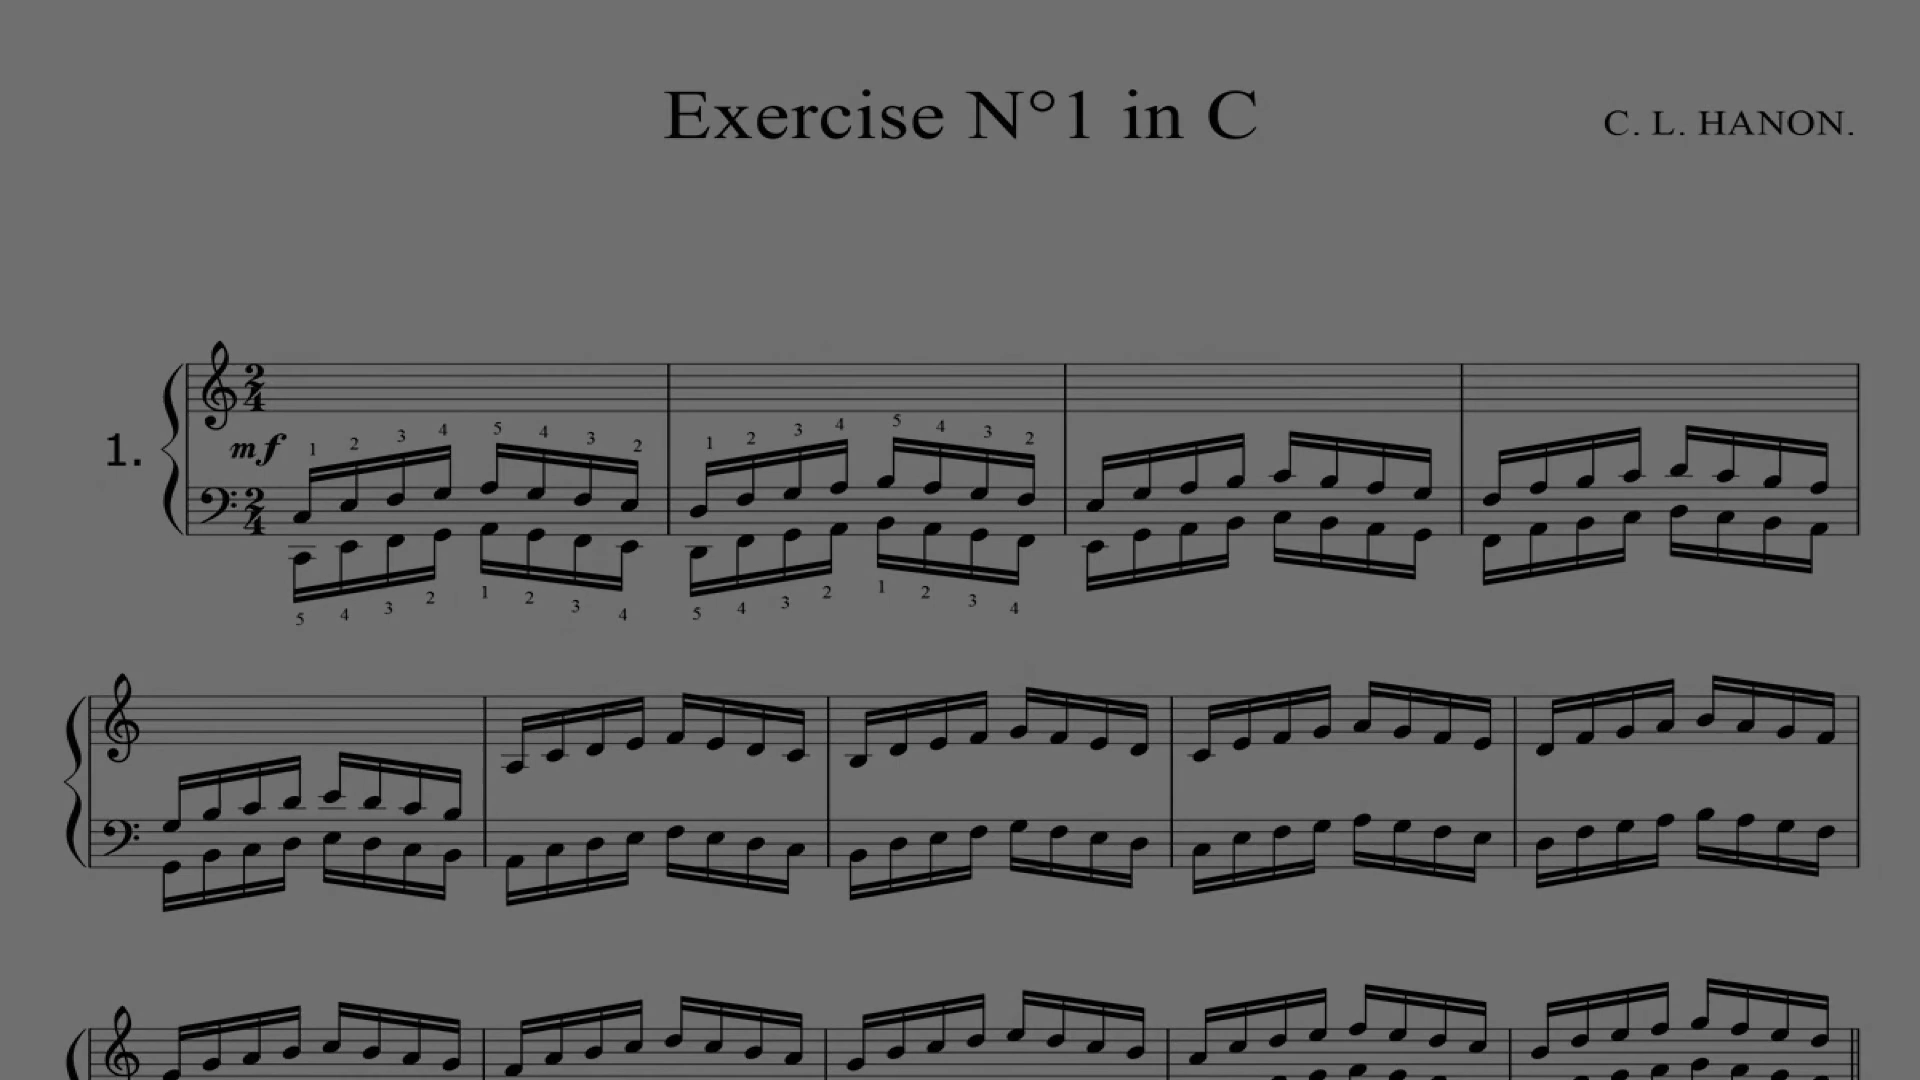 Exercise N°1 in C
C. L. HANON.
1.
mf
1 2 3 4 5 4 3 2 1 2 3 4 5 4 3 2
5 4 3 2 1 2 3 4 5 4 3 2 1 2 3 4